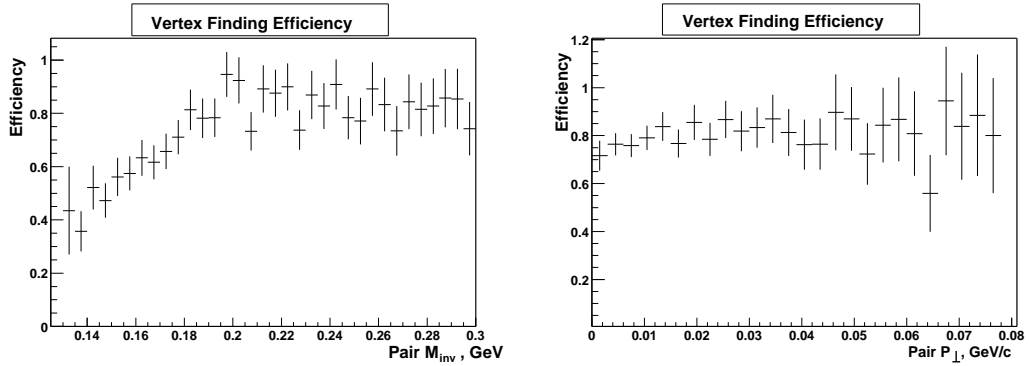 Vertex Finding Efficiency
Efficiency
1
0.8
0.6
0.4
0.2
0
0.14 0.16 0.18 0.2 0.22 0.24 0.26 0.28 0.3
Pair M_inv , GeV
Vertex Finding Efficiency
Efficiency
1.2
1
0.8
0.6
0.4
0.2
0
0 0.01 0.02 0.03 0.04 0.05 0.06 0.07 0.08
Pair P_⊥, GeV/c